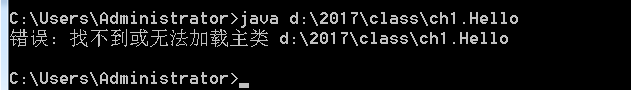 C:\Users\Administrator>java d:\2017\class\ch1.Hello
错误: 找不到或无法加载主类 d:\2017\class\ch1.Hello
C:\Users\Administrator>_